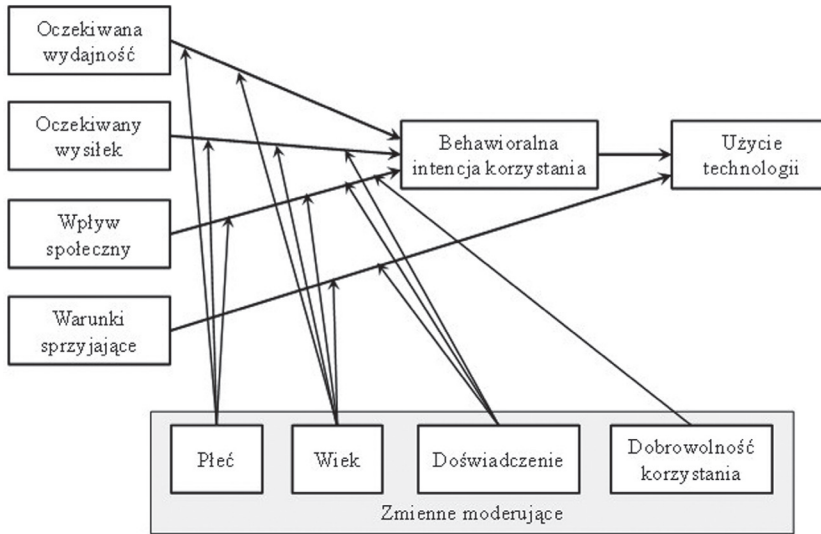 Oczekiwana
wydajność
Oczekiwany
wysiłek
Wpływ
społeczny
Warunki
sprzyjające
Behawioralna
intencja korzystania
Użycie
technologii
Płeć
Wiek
Doświadczenie
Dobrowolność
korzystania
Zmienne moderujące